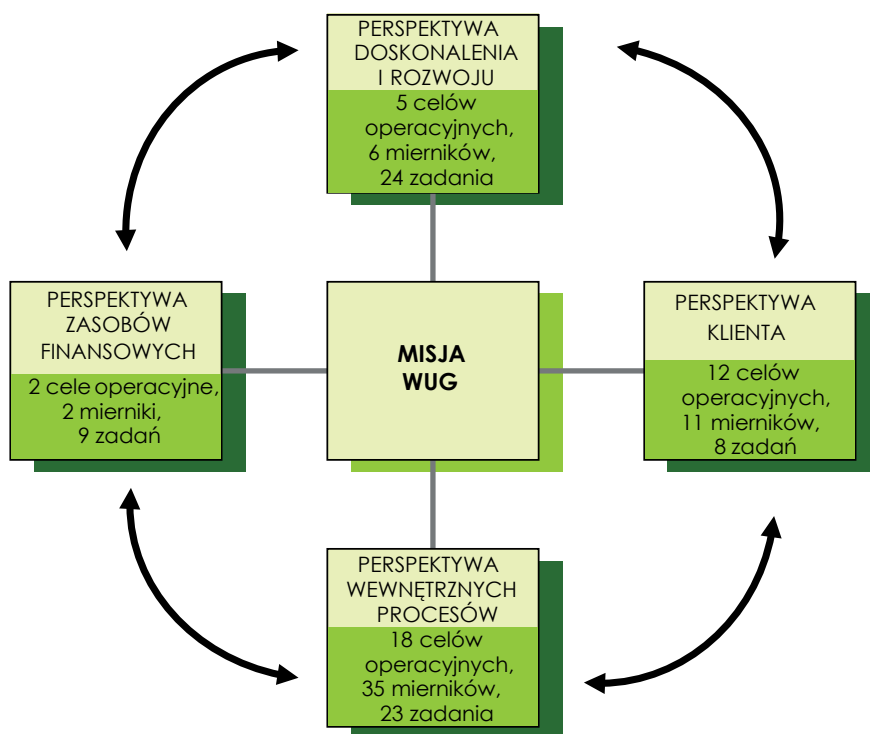 PERSPEKTYWA
DOSKONALENIA
I ROZWOJU
5 celów
operacyjnych,
6 mierników,
24 zadania
PERSPEKTYWA
ZASOBÓW
FINANSOWYCH
2 cele operacyjne,
2 mierniki,
9 zadań
MISJA
WUG
PERSPEKTYWA
KLIENTA
12 celów
operacyjnych,
11 mierników,
8 zadań
PERSPEKTYWA
WEWNĘTRZNYCH
PROCESÓW
18 celów
operacyjnych,
35 mierników,
23 zadania